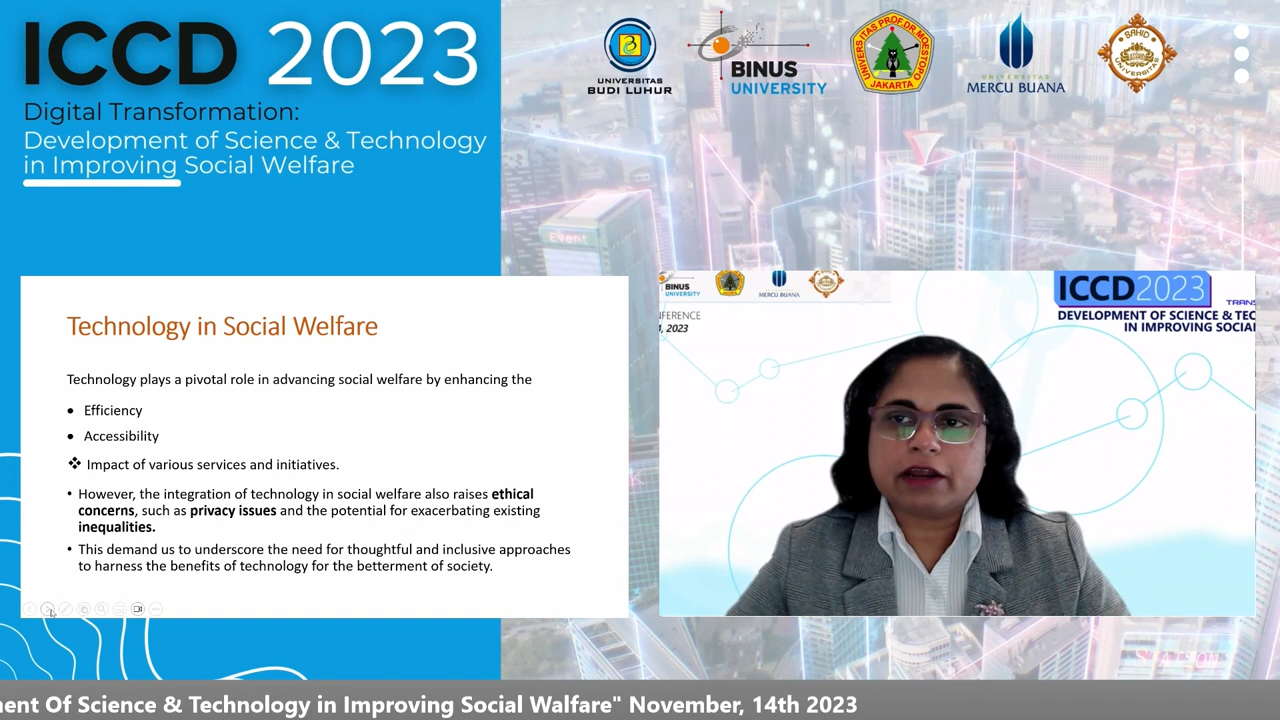 ICCD 2023
Digital Transformation:
Development of Science & Technology
in Improving Social Welfare
UNIVERSITAS
BUDI LUHUR
BINUS
UNIVERSITY
UNIVERSITAS PROF.DR.MOESTOPO
JAKARTA
UNIVERSITAS
MERCU BUANA
SAHID
UNIVERSITAS
Event
Technology in Social Welfare
Technology plays a pivotal role in advancing social welfare by enhancing the
• Efficiency
• Accessibility
❖ Impact of various services and initiatives.
• However, the integration of technology in social welfare also raises ethical
concerns, such as privacy issues and the potential for exacerbating existing
inequalities.
• This demand us to underscore the need for thoughtful and inclusive approaches
to harness the benefits of technology for the betterment of society.
BINUS
UNIVERSITY
MERCU BUANA
ICCD2023
FERENCE
, 2023
TRANS
DEVELOPMENT OF SCIENCE & TEC
IN IMPROVING SOCIA
ent Of Science & Technology in Improving Social Walfare" November, 14th 2023